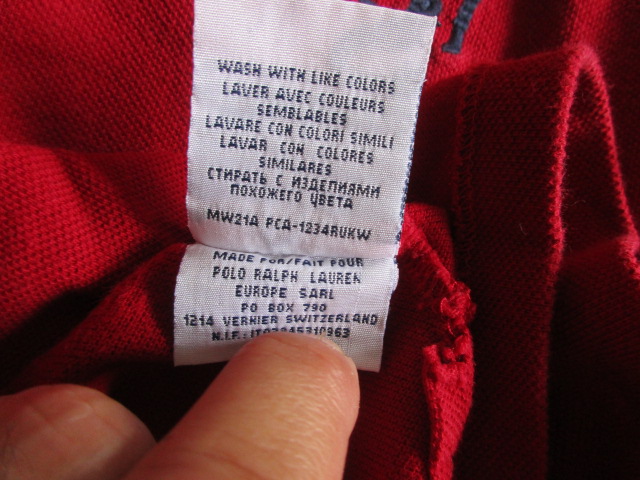 WASH WITH LIKE COLORS
LAVER AVEC COULEURS
SEMBLABLES
LAVARE CON COLORI SIMILI
LAVAR CON COLORES
SIMILARES
СТИРАТЬ С ИЗДЕЛИЯМИ
ПОХОЖЕГО ЦВЕТА
MW21A PCA-1234RUKW
MADE FOR/FAIT POUR
POLO RALPH LAUREN
EUROPE SARL
PO BOX 790
1214 VERNIER SWITZERLAND
N.I.F.: